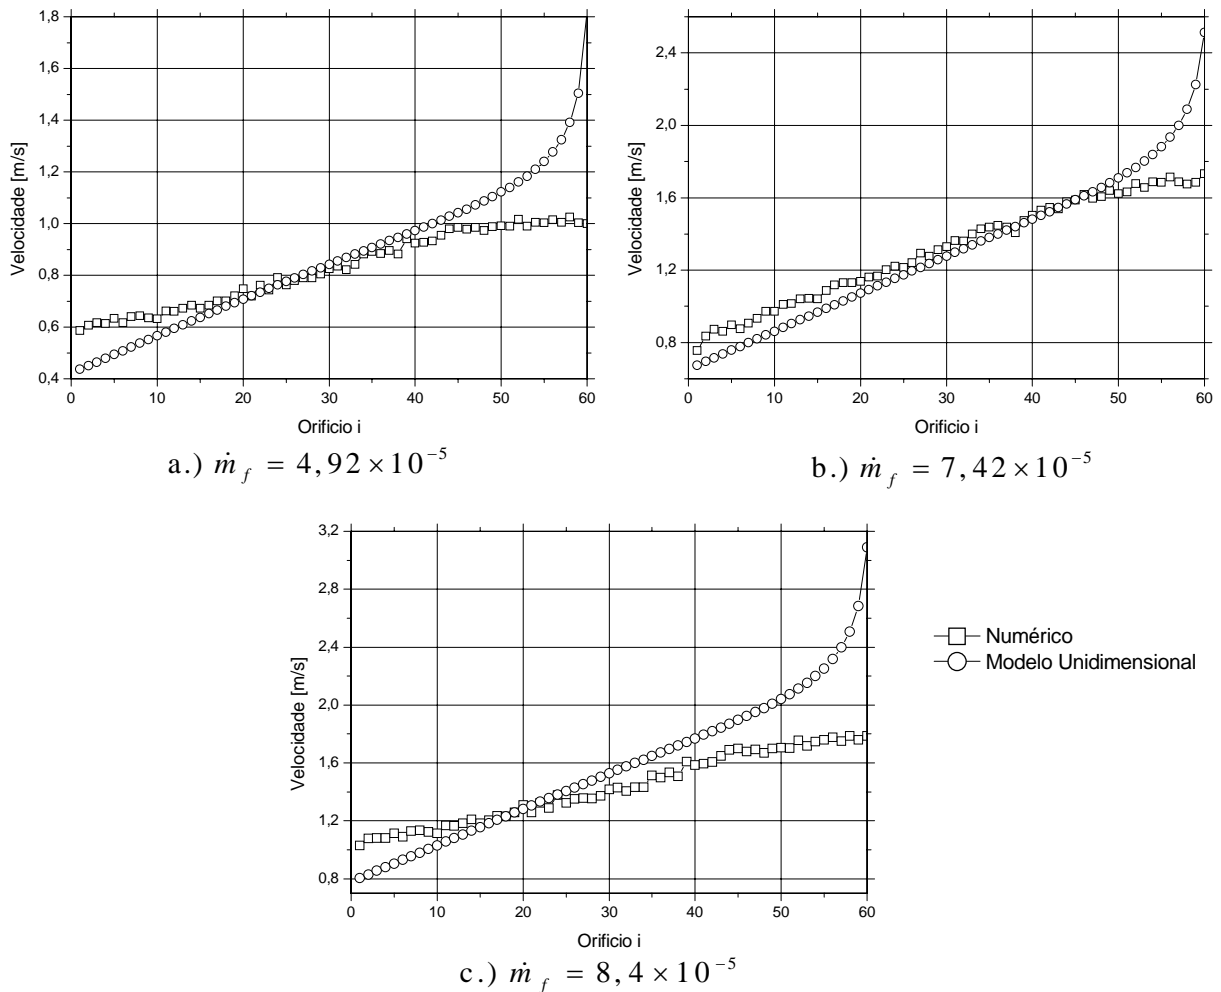 1,8
1,6
1,4
1,2
1,0
0,8
0,6
0,4
Velocidade [m/s]
0 10 20 30 40 50 60
Orificio i
a.) ṁ_f = 4,92×10⁻⁵
2,4
2,0
1,6
1,2
0,8
Velocidade [m/s]
0 10 20 30 40 50 60
Orificio i
b.) ṁ_f = 7,42×10⁻⁵
3,2
2,8
2,4
2,0
1,6
1,2
0,8
Velocidade [m/s]
0 10 20 30 40 50 60
Orificio i
c.) ṁ_f = 8,4×10⁻⁵
Numérico
Modelo Unidimensional